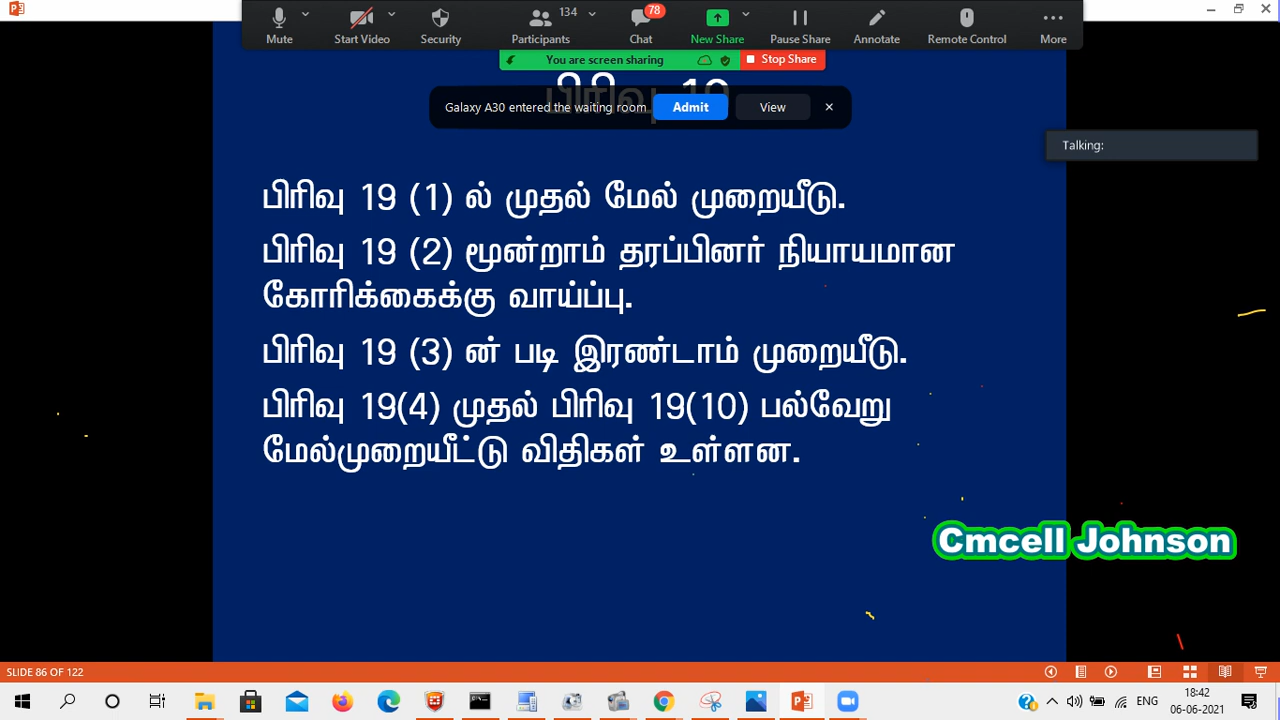 134
78
Mute
Start Video
Security
Participants
Chat
New Share
Pause Share
Annotate
Remote Control
More
You are screen sharing
Stop Share
பிரிவு 19
Galaxy A30 entered the waiting room
Admit
View
Talking:
பிரிவு 19 (1) ல் முதல் மேல் முறையீடு.
பிரிவு 19 (2) மூன்றாம் தரப்பினர் நியாயமான
கோரிக்கைக்கு வாய்ப்பு.
பிரிவு 19 (3) ன் படி இரண்டாம் முறையீடு.
பிரிவு 19(4) முதல் பிரிவு 19(10) பல்வேறு
மேல்முறையீட்டு விதிகள் உள்ளன.
Cmcell Johnson
SLIDE 86 OF 122
ENG
18:42
06-06-2021